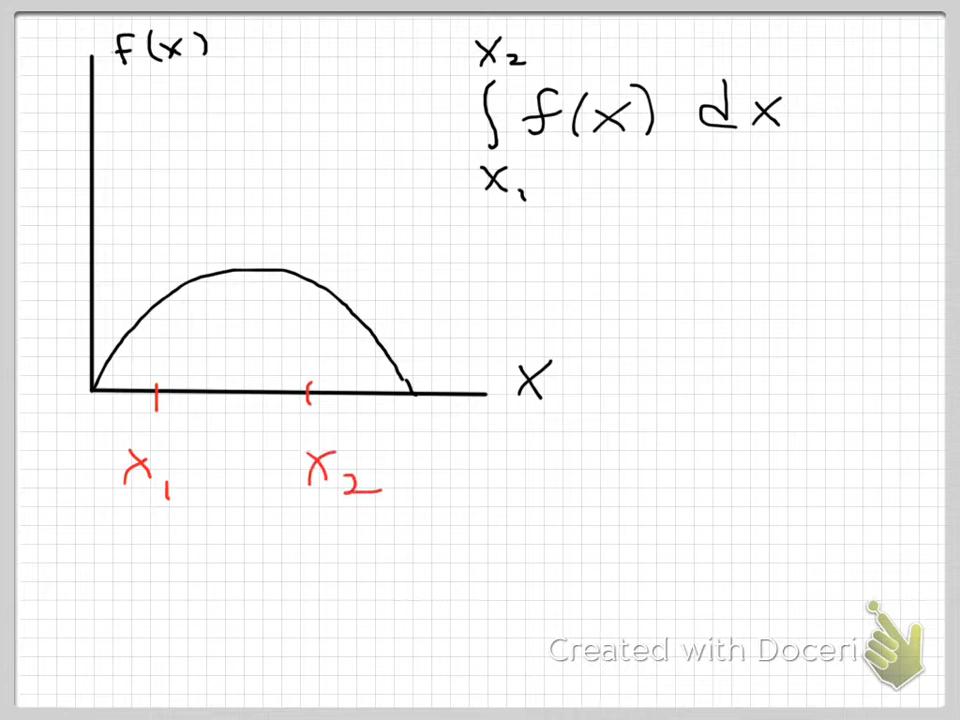 f(x)
x₂
∫ f(x) dx
x₁
x
x₁ x₂
Created with Doceri